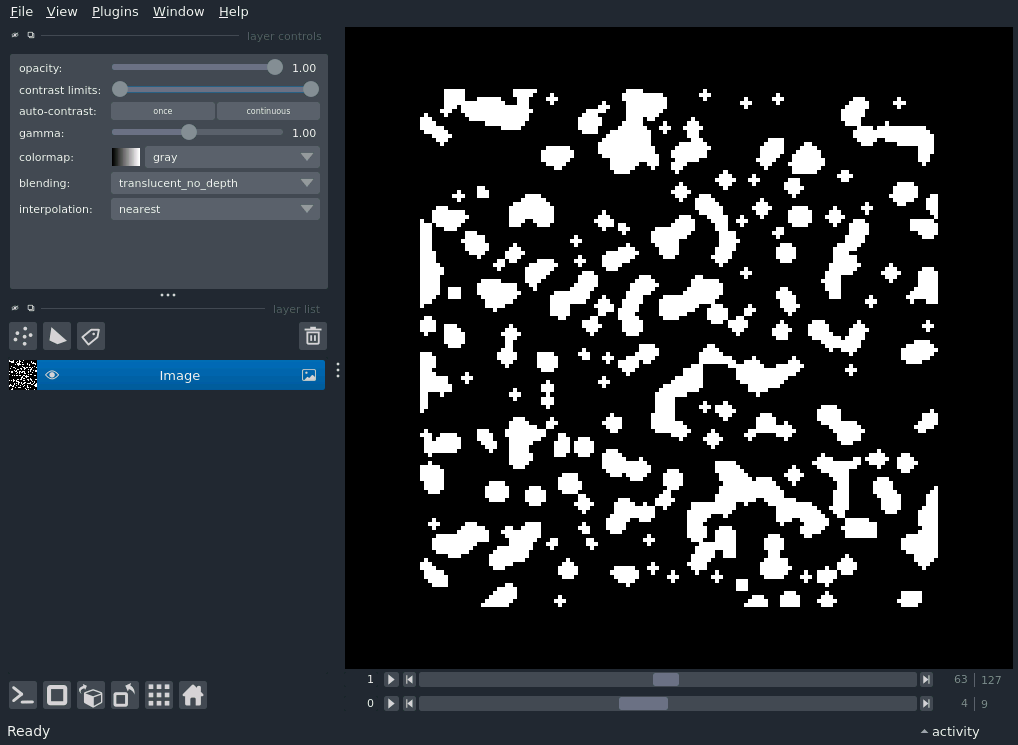 File View Plugins Window Help
layer controls
opacity: 1.00
contrast limits:
auto-contrast: once continuous
gamma: 1.00
colormap: gray
blending: translucent_no_depth
interpolation: nearest
layer list
Image
1 63 127
0 4 9
Ready activity